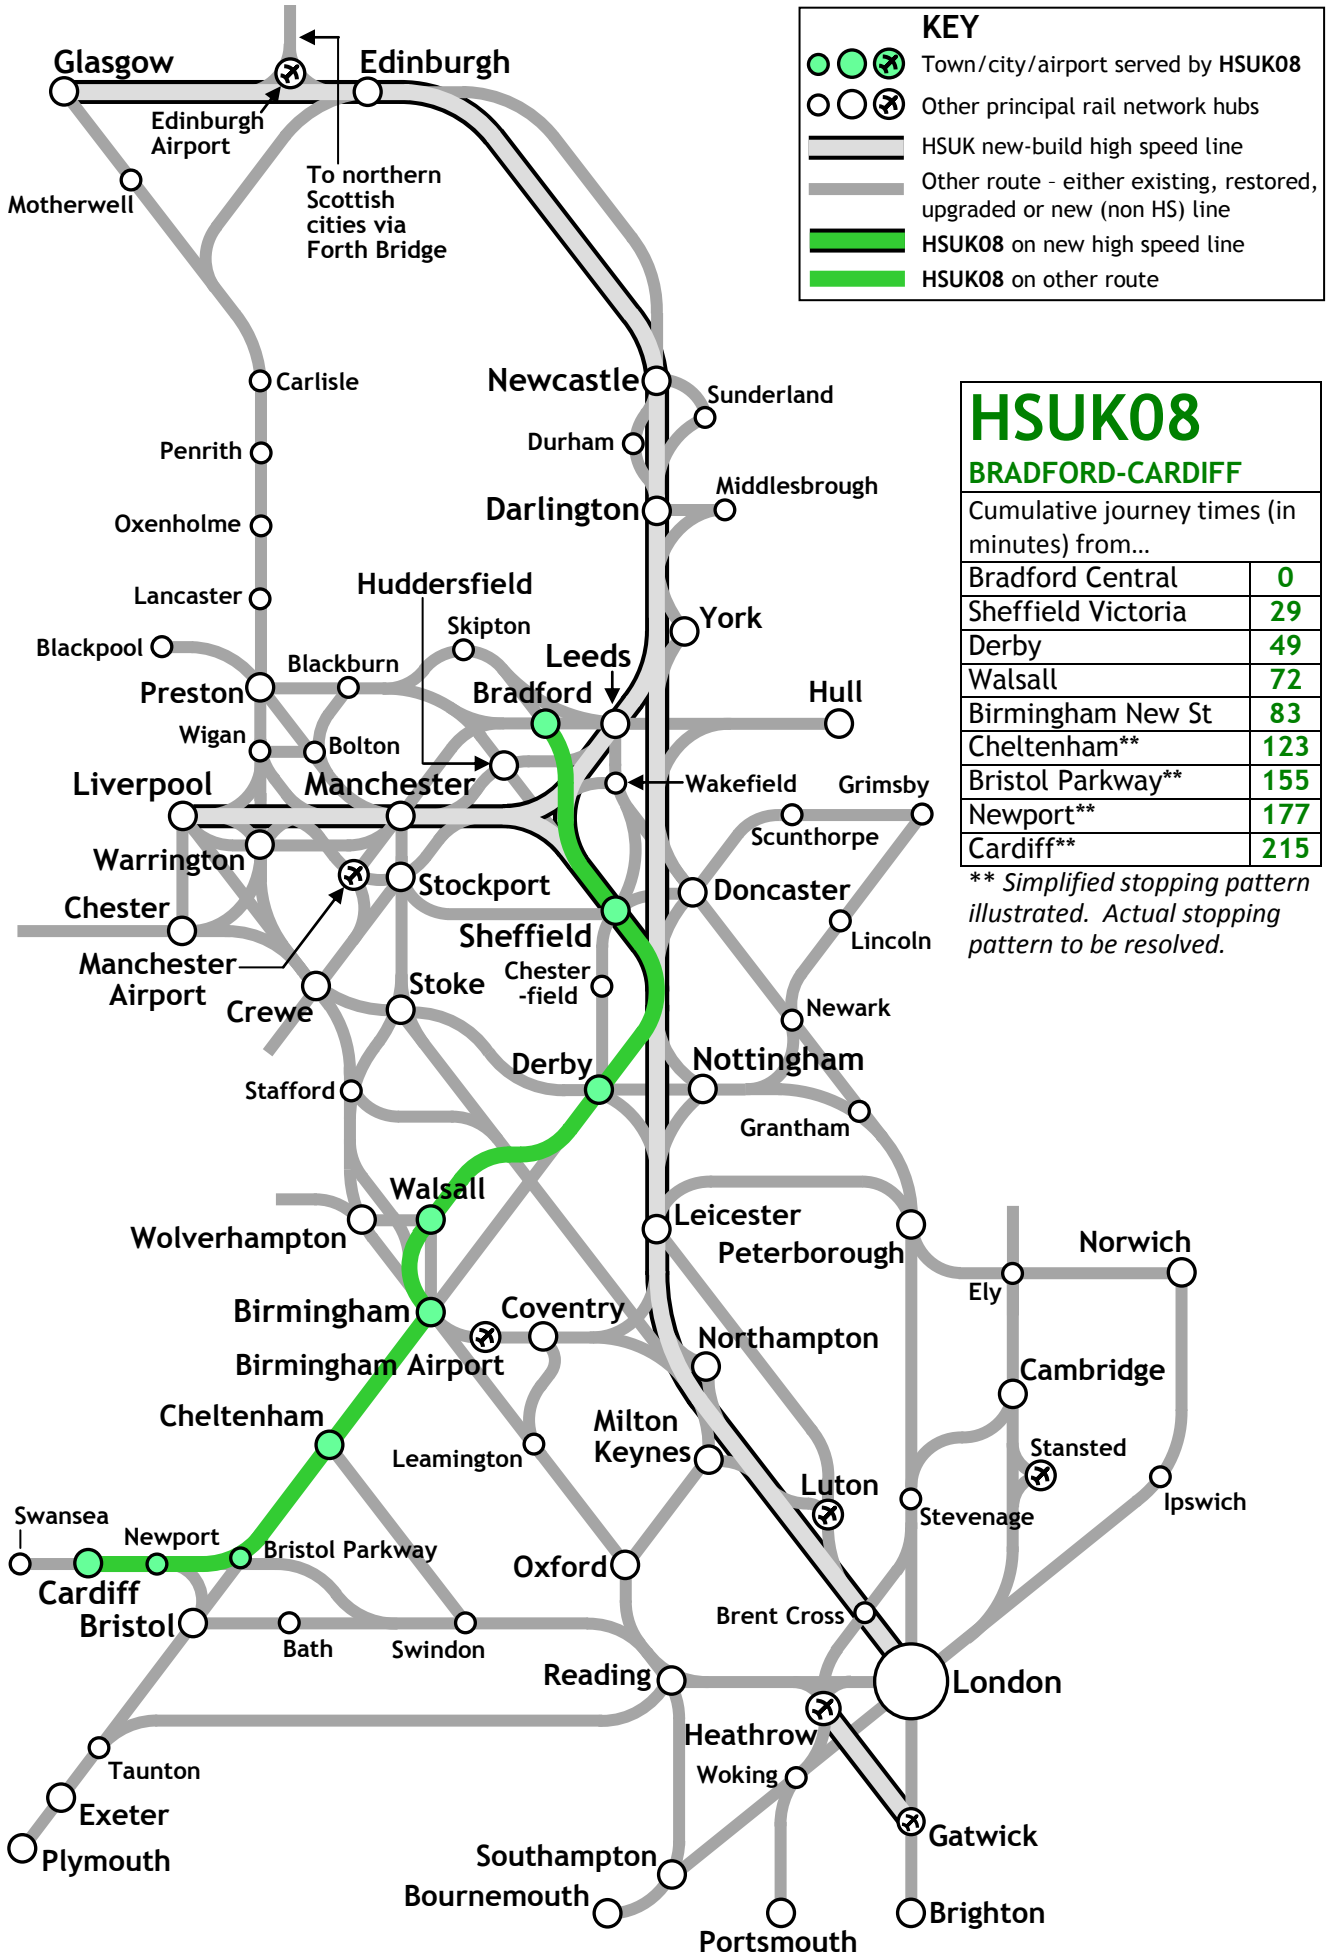 KEY
Town/city/airport served by HSUK08
Other principal rail network hubs
HSUK new-build high speed line
Other route – either existing, restored,
upgraded or new (non HS) line
HSUK08 on new high speed line
HSUK08 on other route
Glasgow
Edinburgh
Edinburgh
Airport
To northern
Scottish
cities via
Forth Bridge
Motherwell
Carlisle
Newcastle
Sunderland
Durham
Penrith
Middlesbrough
Darlington
Oxenholme
HSUK08
BRADFORD-CARDIFF
Cumulative journey times (in
minutes) from…
Bradford Central 0
Sheffield Victoria 29
Derby 49
Walsall 72
Birmingham New St 83
Cheltenham** 123
Bristol Parkway** 155
Newport** 177
Cardiff** 215
** Simplified stopping pattern
illustrated. Actual stopping
pattern to be resolved.
Huddersfield
Lancaster
Skipton
York
Blackpool
Blackburn
Leeds
Preston
Bradford
Hull
Wigan
Bolton
Liverpool
Manchester
Wakefield
Grimsby
Scunthorpe
Warrington
Stockport
Doncaster
Chester
Sheffield
Lincoln
Manchester
Airport
Chester
-field
Crewe
Stoke
Newark
Derby
Nottingham
Stafford
Grantham
Walsall
Wolverhampton
Leicester
Peterborough
Norwich
Ely
Birmingham
Coventry
Birmingham Airport
Northampton
Cambridge
Cheltenham
Milton
Keynes
Leamington
Stansted
Luton
Ipswich
Stevenage
Swansea
Newport
Bristol Parkway
Cardiff
Oxford
Bristol
Bath
Swindon
Brent Cross
Reading
London
Heathrow
Taunton
Woking
Exeter
Gatwick
Plymouth
Southampton
Bournemouth
Brighton
Portsmouth